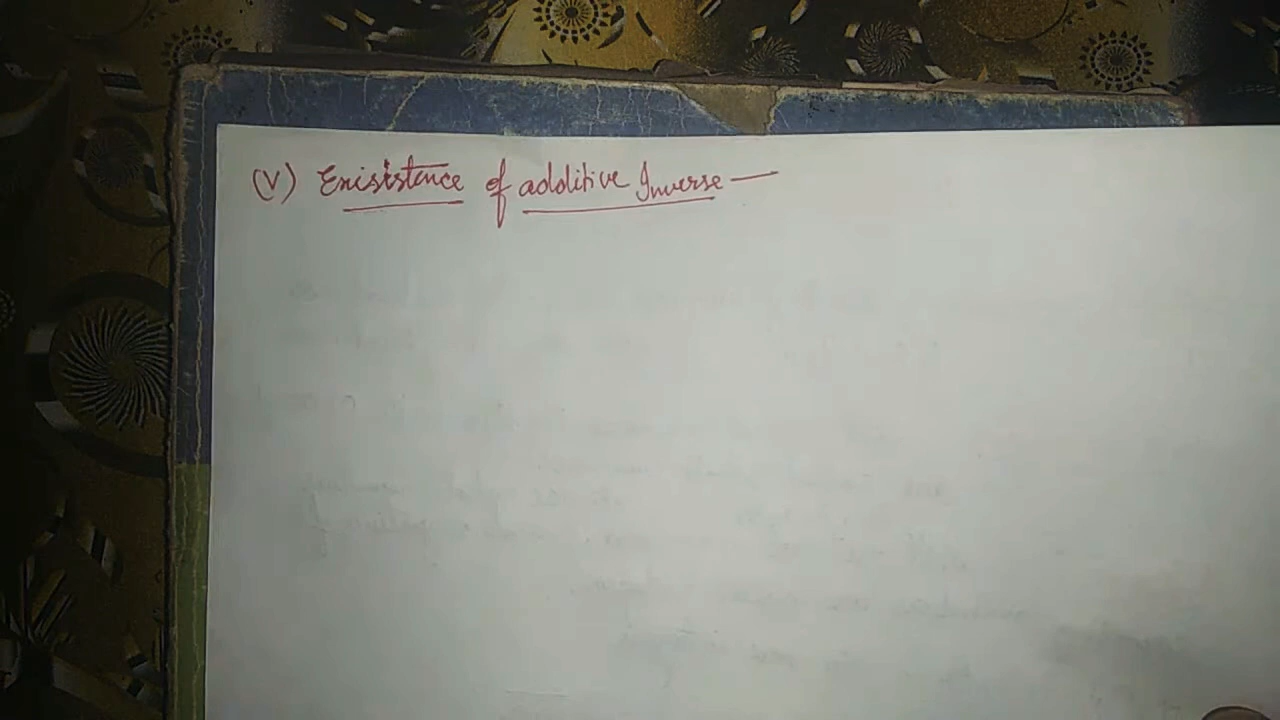 (V) Exisistence of additive Inverse —